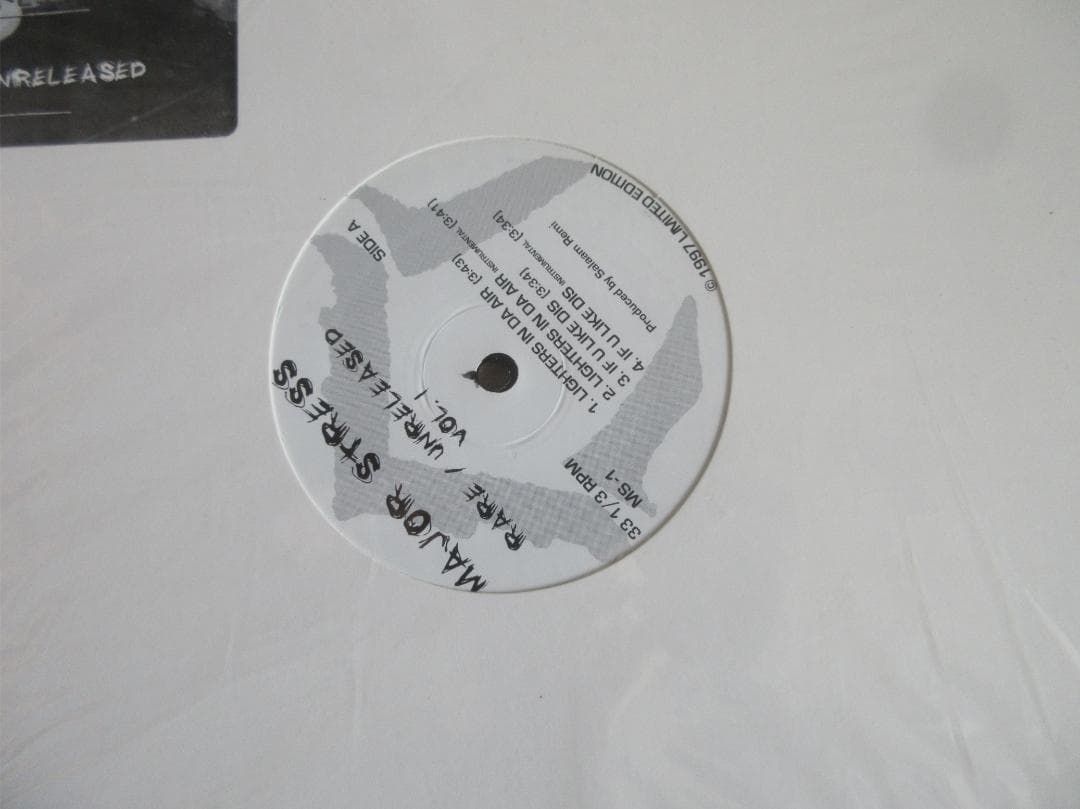 UNRELEASED
MAJOR STRESS
RARE / UNRELEASED
VOL. 1
SIDE A
33 1/3 RPM
MS-1
1. LIGHTERS IN DA AIR (3:43)
2. LIGHTERS IN DA AIR INSTRUMENTAL (3:41)
3. IF U LIKE DIS (3:34)
4. IF U LIKE DIS INSTRUMENTAL (3:34)
Produced by Salaam Remi
© 1997 LIMITED EDITION